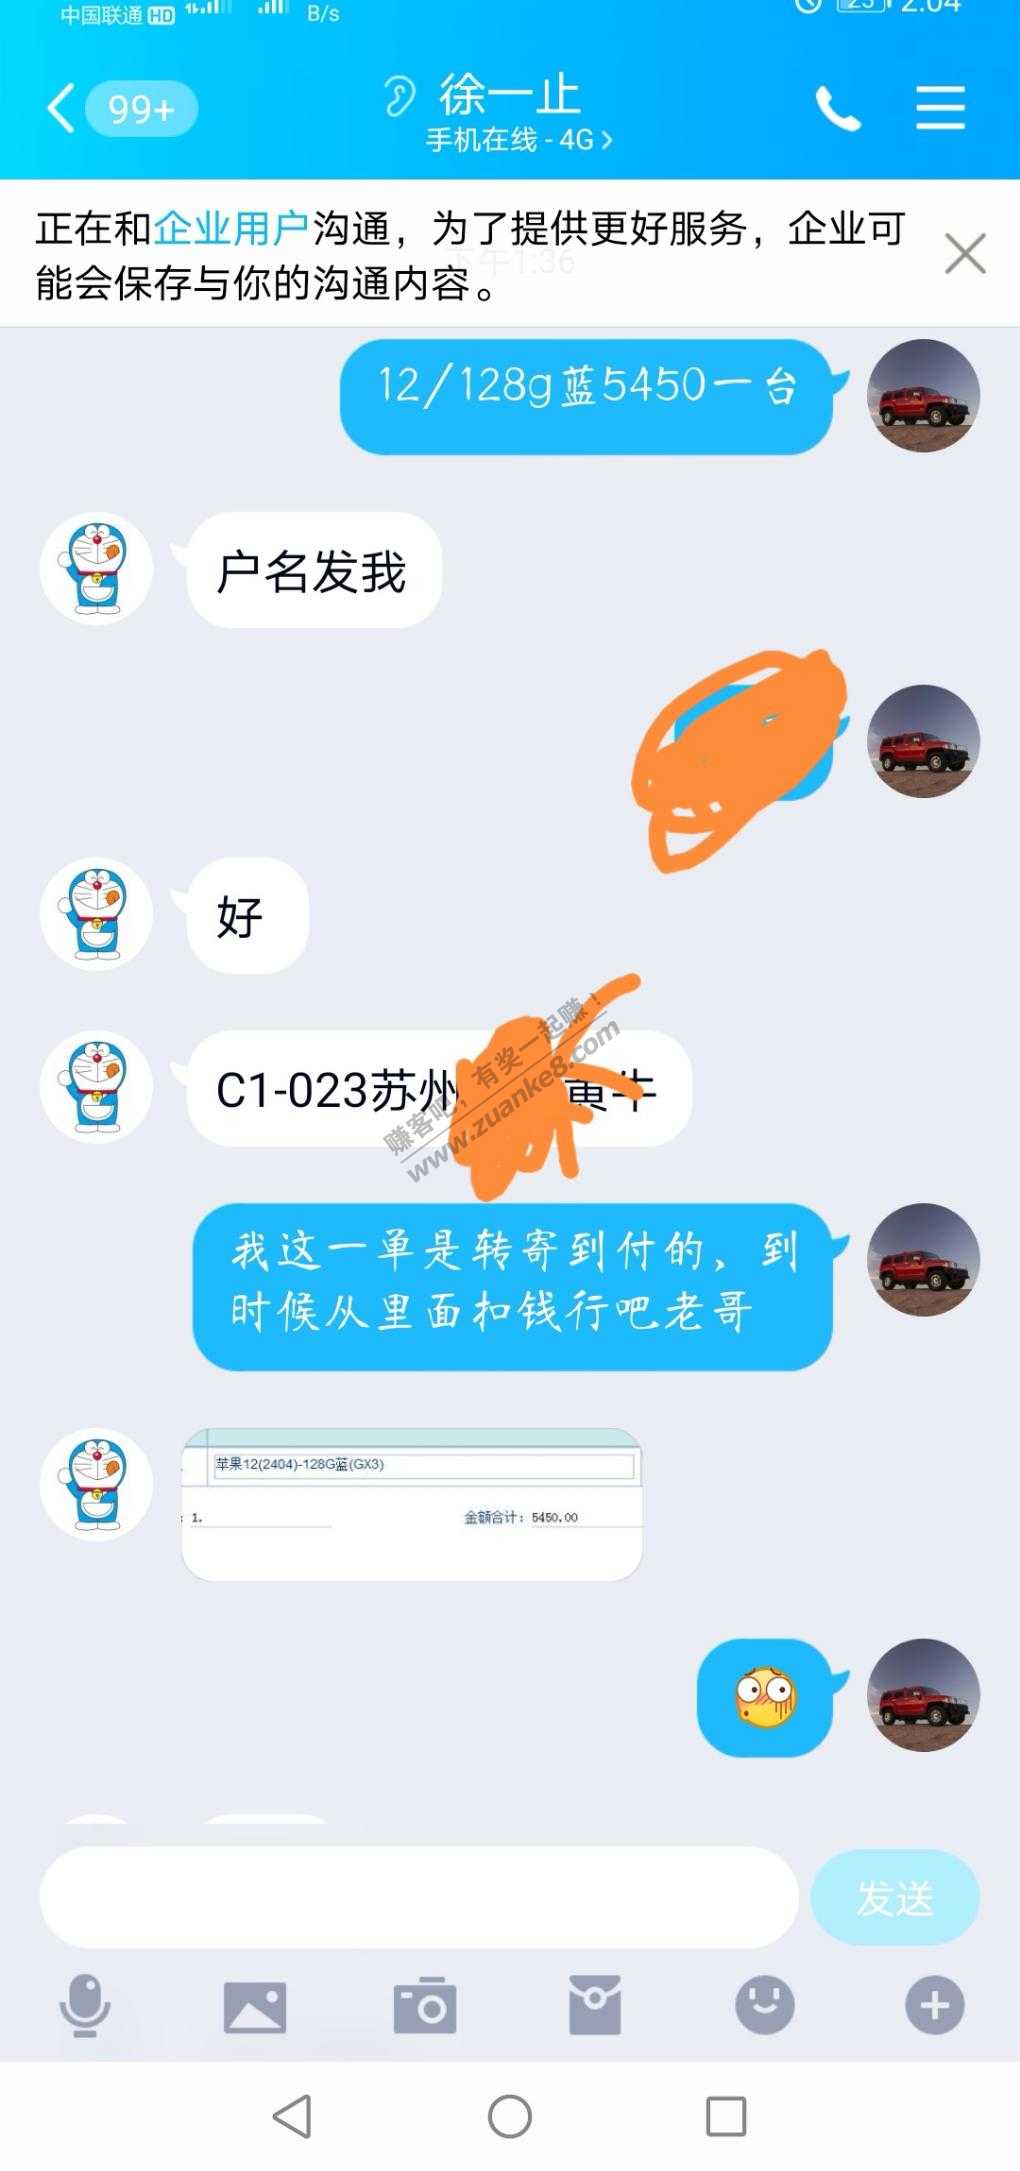 中国联通 HD
B/s
23
2:04
99+
徐一止
手机在线 - 4G
正在和企业用户沟通，为了提供更好服务，企业可
下午1:36
能会保存与你的沟通内容。
12/128g蓝5450一台
户名发我
好
C1-023苏州 黄牛
赚客吧，有奖一起赚！
www.zuanke8.com
我这一单是转寄到付的，到
时候从里面扣钱行吧老哥
苹果12(2404)-128G蓝(GX3)
: 1.
金额合计： 5450.00
发送